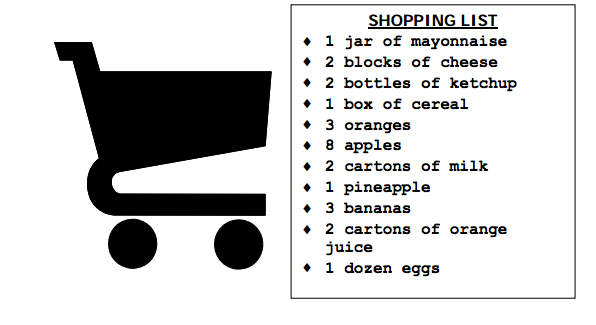 SHOPPING LIST
♦ 1 jar of mayonnaise
♦ 2 blocks of cheese
♦ 2 bottles of ketchup
♦ 1 box of cereal
♦ 3 oranges
♦ 8 apples
♦ 2 cartons of milk
♦ 1 pineapple
♦ 3 bananas
♦ 2 cartons of orange
juice
♦ 1 dozen eggs